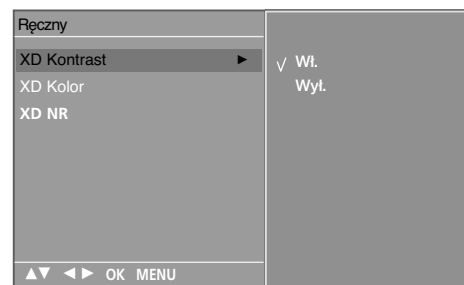 Ręczny
XD Kontrast ►
XD Kolor
XD NR
√ Wł.
Wył.
▲▼ ◄► OK MENU